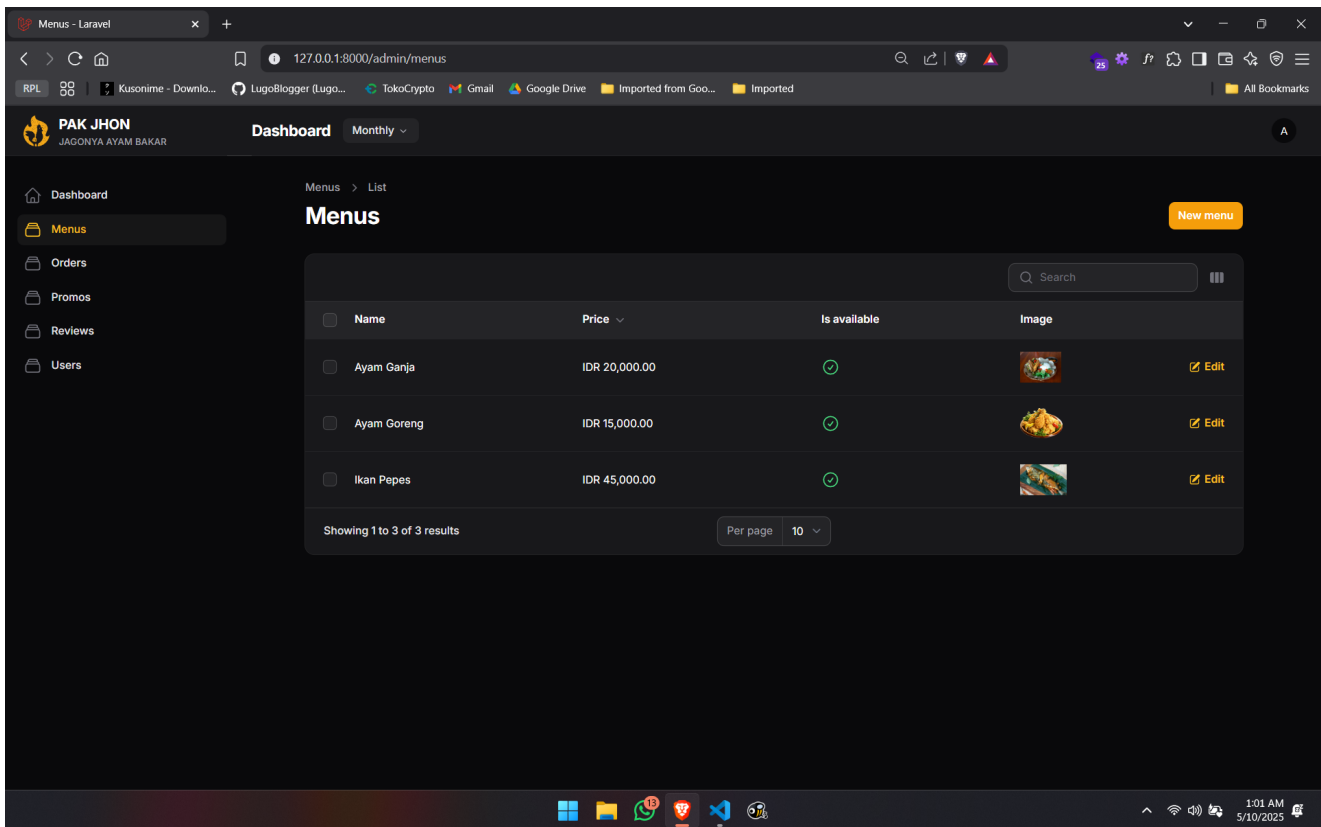 Menus - Laravel
127.0.0.1:8000/admin/menus
25
f?
RPL
Kusonime - Downlo...
LugoBlogger (Lugo...
TokoCrypto
Gmail
Google Drive
Imported from Goo...
Imported
All Bookmarks
PAK JHON
JAGONYA AYAM BAKAR
Dashboard
Monthly
A
Dashboard
Menus
Orders
Promos
Reviews
Users
Menus > List
Menus
New menu
Search
Name Price Is available Image
Ayam Ganja IDR 20,000.00 Edit
Ayam Goreng IDR 15,000.00 Edit
Ikan Pepes IDR 45,000.00 Edit
Showing 1 to 3 of 3 results
Per page 10
13
1:01 AM
5/10/2025